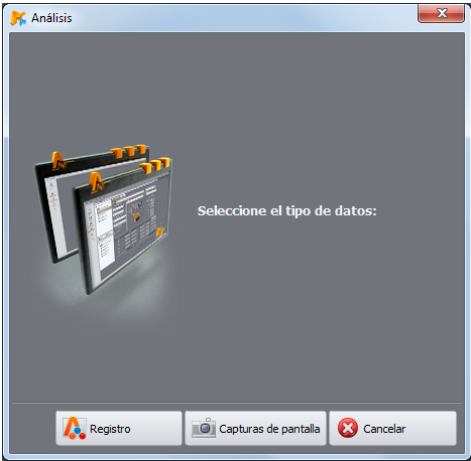 Análisis
Seleccione el tipo de datos:
Registro
Capturas de pantalla
Cancelar